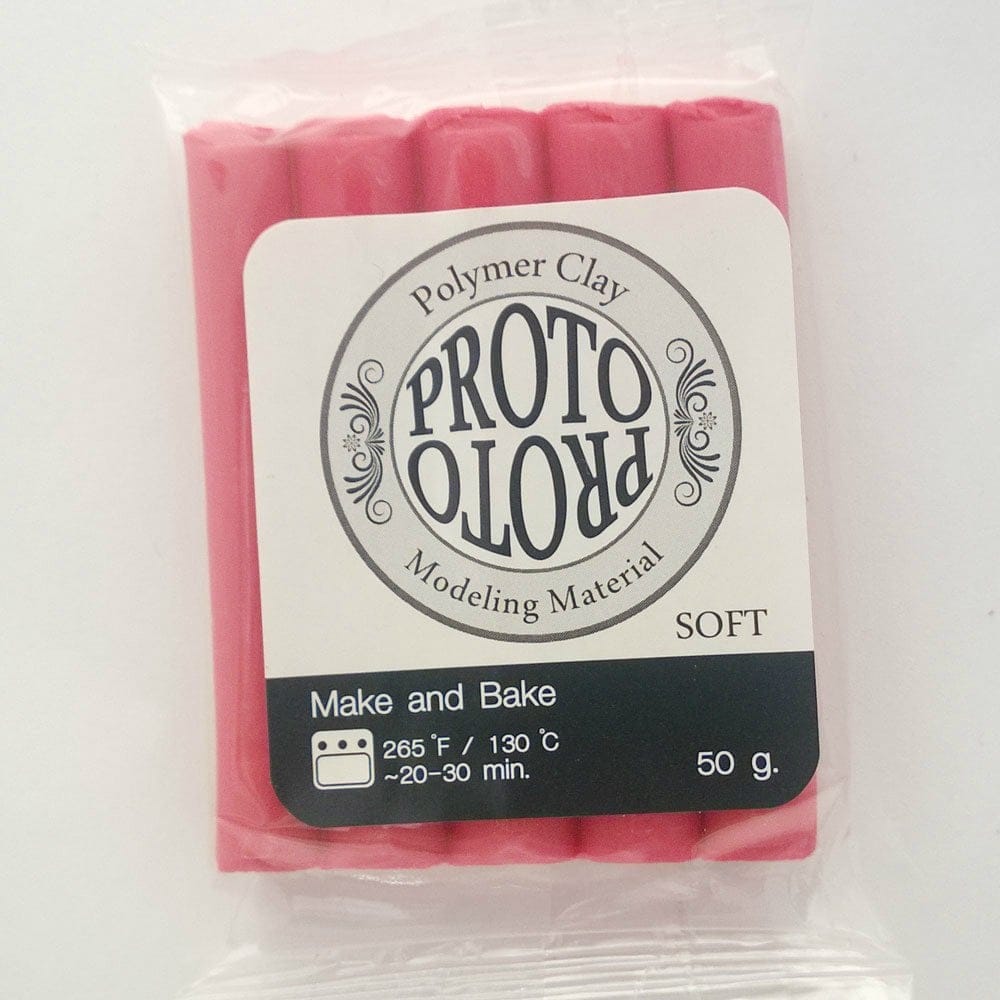 Polymer Clay
PROTO
PROTO
Modeling Material
SOFT
Make and Bake
265 °F / 130 °C
~20-30 min.
50 g.